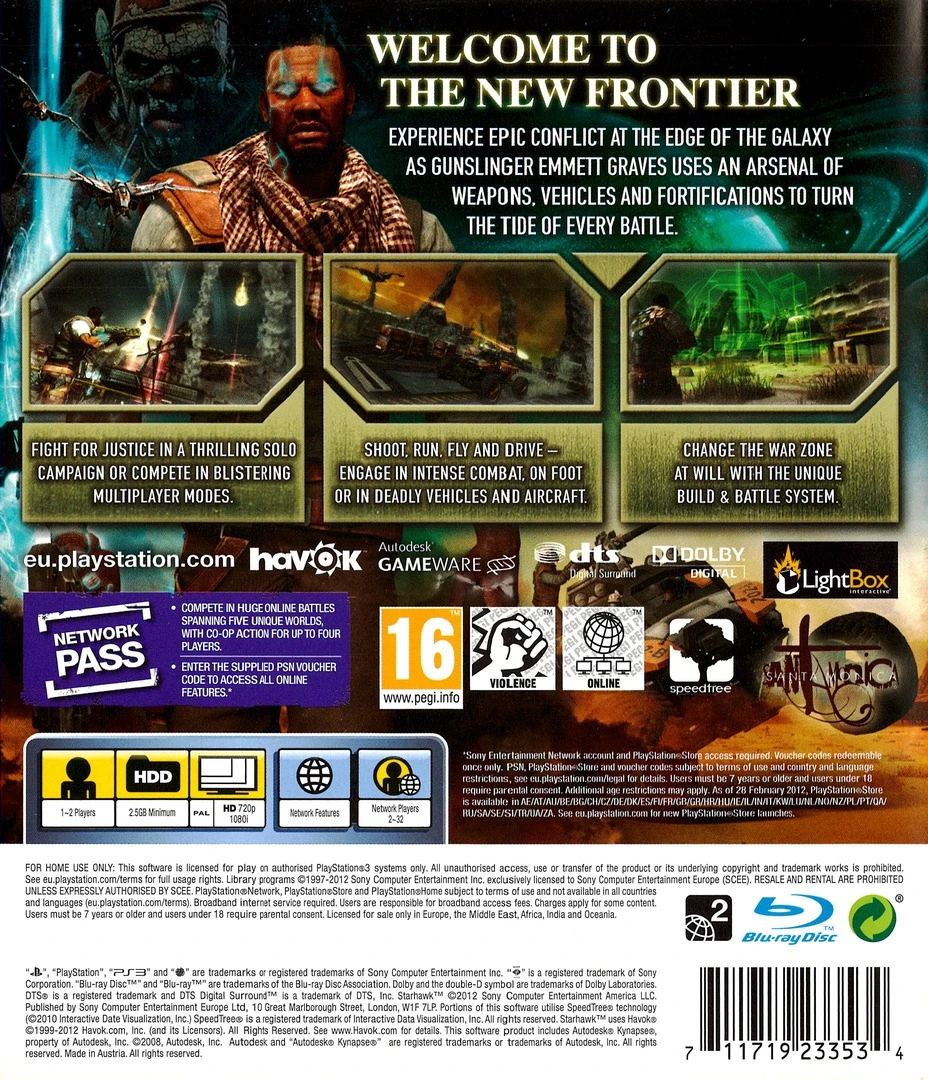 WELCOME TO
THE NEW FRONTIER
EXPERIENCE EPIC CONFLICT AT THE EDGE OF THE GALAXY
AS GUNSLINGER EMMETT GRAVES USES AN ARSENAL OF
WEAPONS, VEHICLES AND FORTIFICATIONS TO TURN
THE TIDE OF EVERY BATTLE.
FIGHT FOR JUSTICE IN A THRILLING SOLO
CAMPAIGN OR COMPETE IN BLISTERING
MULTIPLAYER MODES.
SHOOT, RUN, FLY AND DRIVE –
ENGAGE IN INTENSE COMBAT, ON FOOT
OR IN DEADLY VEHICLES AND AIRCRAFT.
CHANGE THE WAR ZONE
AT WILL WITH THE UNIQUE
BUILD & BATTLE SYSTEM.
eu.playstation.com
havok™
Autodesk®
GAMEWARE
dts
Digital Surround
DOLBY
DIGITAL
LightBox
interactive
NETWORK
PASS
• COMPETE IN HUGE ONLINE BATTLES
SPANNING FIVE UNIQUE WORLDS,
WITH CO-OP ACTION FOR UP TO FOUR
PLAYERS.
• ENTER THE SUPPLIED PSN VOUCHER
CODE TO ACCESS ALL ONLINE
FEATURES.*
16
www.pegi.info
VIOLENCE
ONLINE
speedtree
SANTA MONICA
1~2 Players
HDD
2.5GB Minimum
PAL
HD 720p
1080i
Network Features
Network Players
2~32
*Sony Entertainment Network account and PlayStation®Store access required. Voucher codes redeemable
once only. PSN, PlayStation®Store and voucher codes subject to terms of use and country and language
restrictions, see eu.playstation.com/legal for details. Users must be 7 years or older and users under 18
require parental consent. Additional age restrictions may apply. As of 28 February 2012, PlayStation®Store
is available in AE/AT/AU/BE/BG/CH/CZ/DE/DK/ES/FI/FR/GB/GR/HR/HU/IE/IL/IN/IT/KW/LU/NL/NO/NZ/PL/PT/QA/
RU/SA/SE/SI/TR/UA/ZA. See eu.playstation.com for new PlayStation®Store launches.
FOR HOME USE ONLY: This software is licensed for play on authorised PlayStation®3 systems only. All unauthorised access, use or transfer of the product or its underlying copyright and trademark works is prohibited.
See eu.playstation.com/terms for full usage rights. Library programs ©1997-2012 Sony Computer Entertainment Inc. exclusively licensed to Sony Computer Entertainment Europe (SCEE). RESALE AND RENTAL ARE PROHIBITED
UNLESS EXPRESSLY AUTHORISED BY SCEE. PlayStation®Network, PlayStation®Store and PlayStation®Home subject to terms of use and not available in all countries
and languages (eu.playstation.com/terms). Broadband internet service required. Users are responsible for broadband access fees. Charges apply for some content.
Users must be 7 years or older and users under 18 require parental consent. Licensed for sale only in Europe, the Middle East, Africa, India and Oceania.
2
Blu-ray Disc™
®
" ", "PlayStation", "PS3" and " " are trademarks or registered trademarks of Sony Computer Entertainment Inc. " " is a registered trademark of Sony
Corporation. "Blu-ray Disc™" and "Blu-ray™" are trademarks of the Blu-ray Disc Association. Dolby and the double-D symbol are trademarks of Dolby Laboratories.
DTS® is a registered trademark and DTS Digital Surround™ is a trademark of DTS, Inc. Starhawk™ ©2012 Sony Computer Entertainment America LLC.
Published by Sony Computer Entertainment Europe Ltd, 10 Great Marlborough Street, London, W1F 7LP. Portions of this software utilise SpeedTree® technology
(©2010 Interactive Data Visualization, Inc.) SpeedTree® is a registered trademark of Interactive Data Visualization, Inc. All rights reserved. Starhawk™ uses Havok®
©1999-2012 Havok.com, Inc. (and its Licensors). All Rights Reserved. See www.Havok.com for details. This software product includes Autodesk® Kynapse®,
property of Autodesk, Inc. ©2008, Autodesk, Inc. Autodesk and "Autodesk® Kynapse®" are registered trademarks or trademarks of Autodesk, Inc. All rights
reserved. Made in Austria. All rights reserved.
7 11719 23353 4